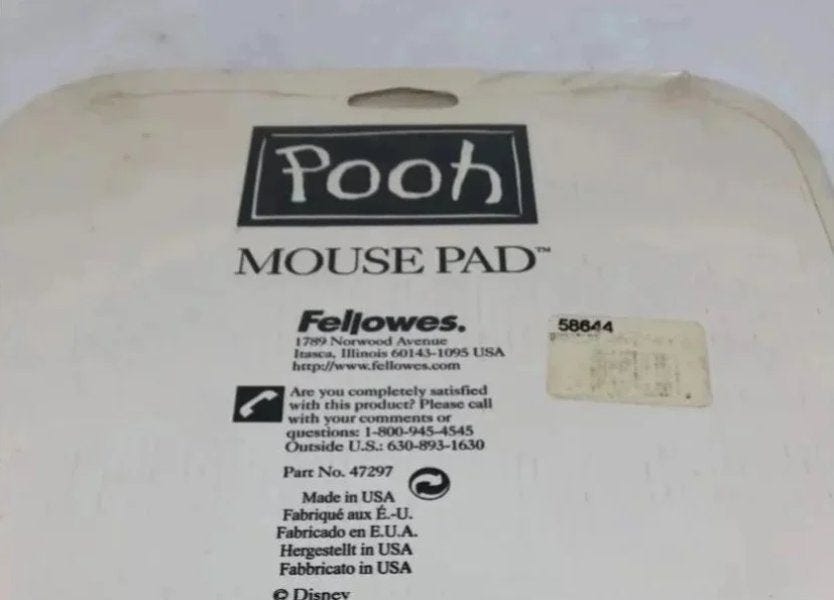 Pooh
MOUSE PAD™
Fellowes.
1789 Norwood Avenue
Itasca, Illinois 60143-1095 USA
http://www.fellowes.com
58644
Are you completely satisfied
with this product? Please call
with your comments or
questions: 1-800-945-4545
Outside U.S.: 630-893-1630
Part No. 47297
Made in USA
Fabriqué aux É.-U.
Fabricado en E.U.A.
Hergestellt in USA
Fabbricato in USA
© Disney